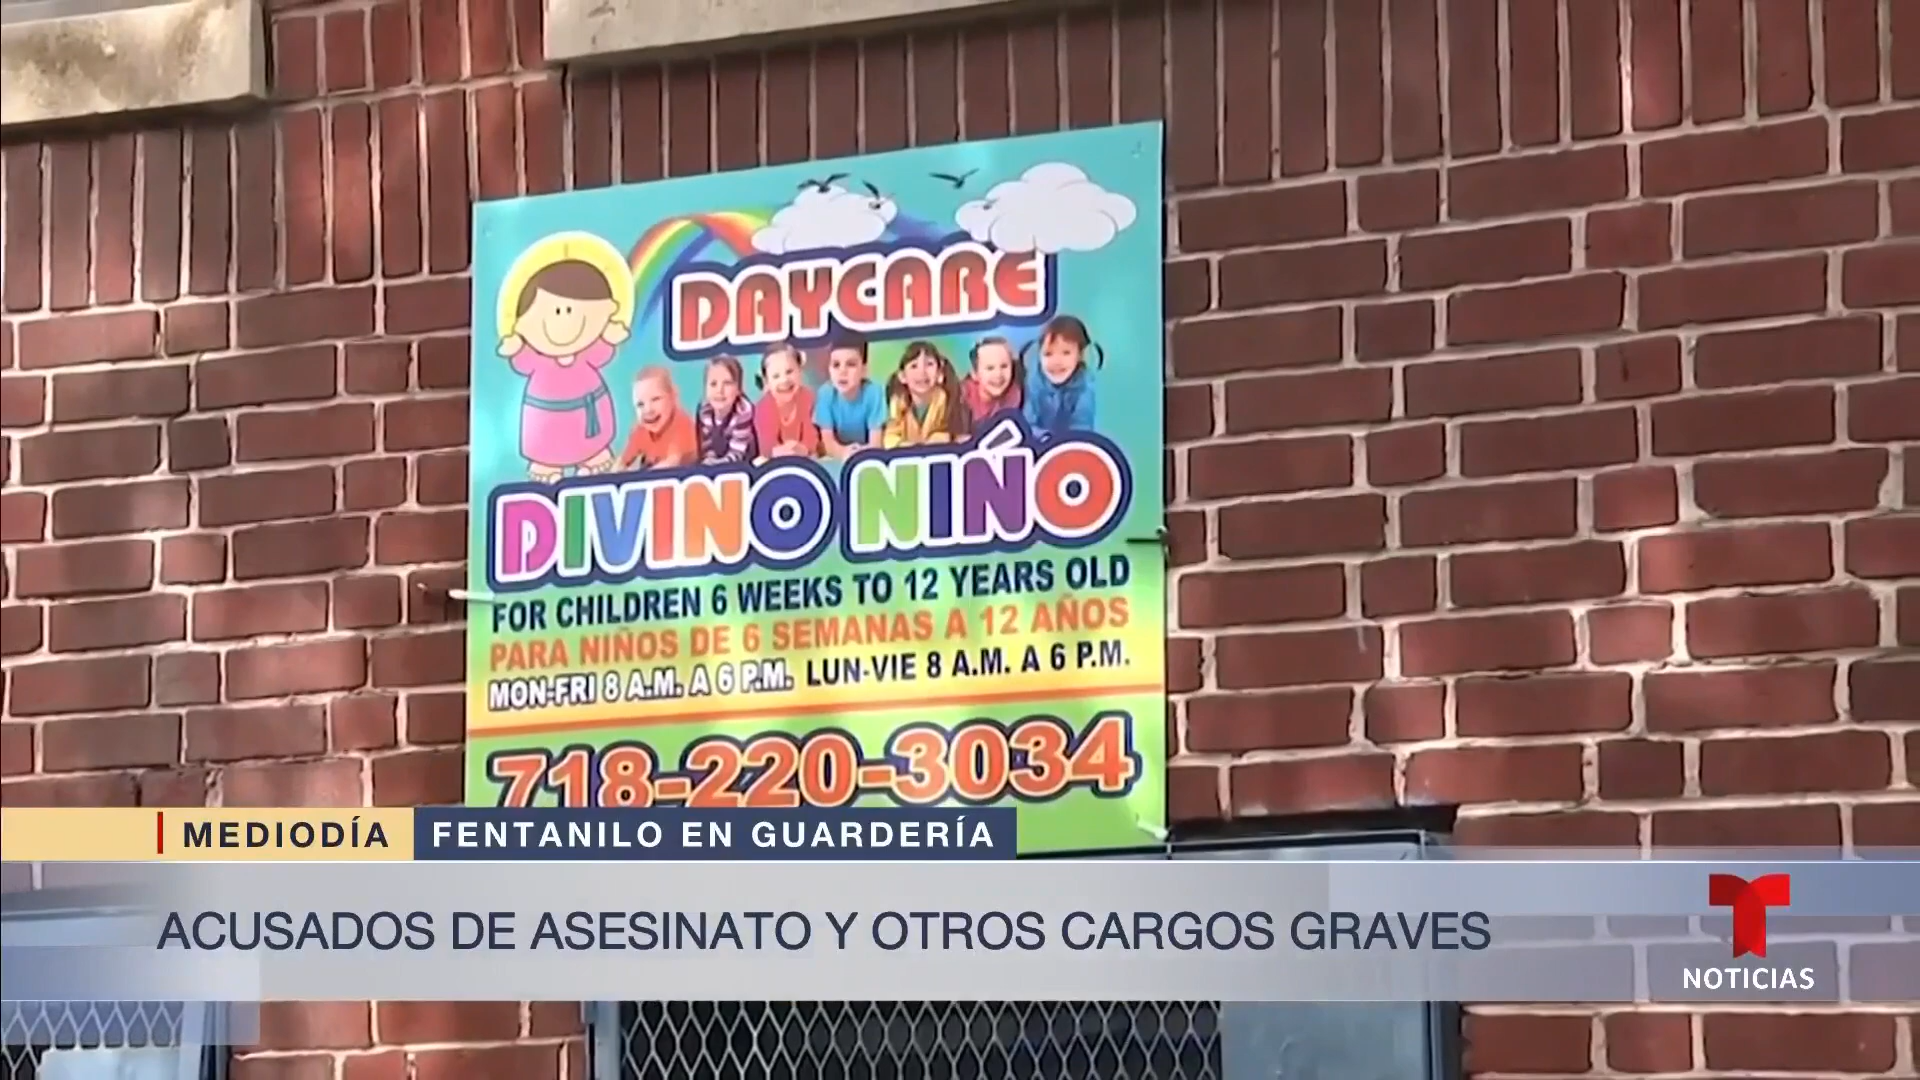 DAYCARE
DIVINO NIÑO
FOR CHILDREN 6 WEEKS TO 12 YEARS OLD
PARA NIÑOS DE 6 SEMANAS A 12 AÑOS
MON-FRI 8 A.M. A 6 P.M. LUN-VIE 8 A.M. A 6 P.M.
718-220-3034
MEDIODÍA FENTANILO EN GUARDERÍA
ACUSADOS DE ASESINATO Y OTROS CARGOS GRAVES
NOTICIAS